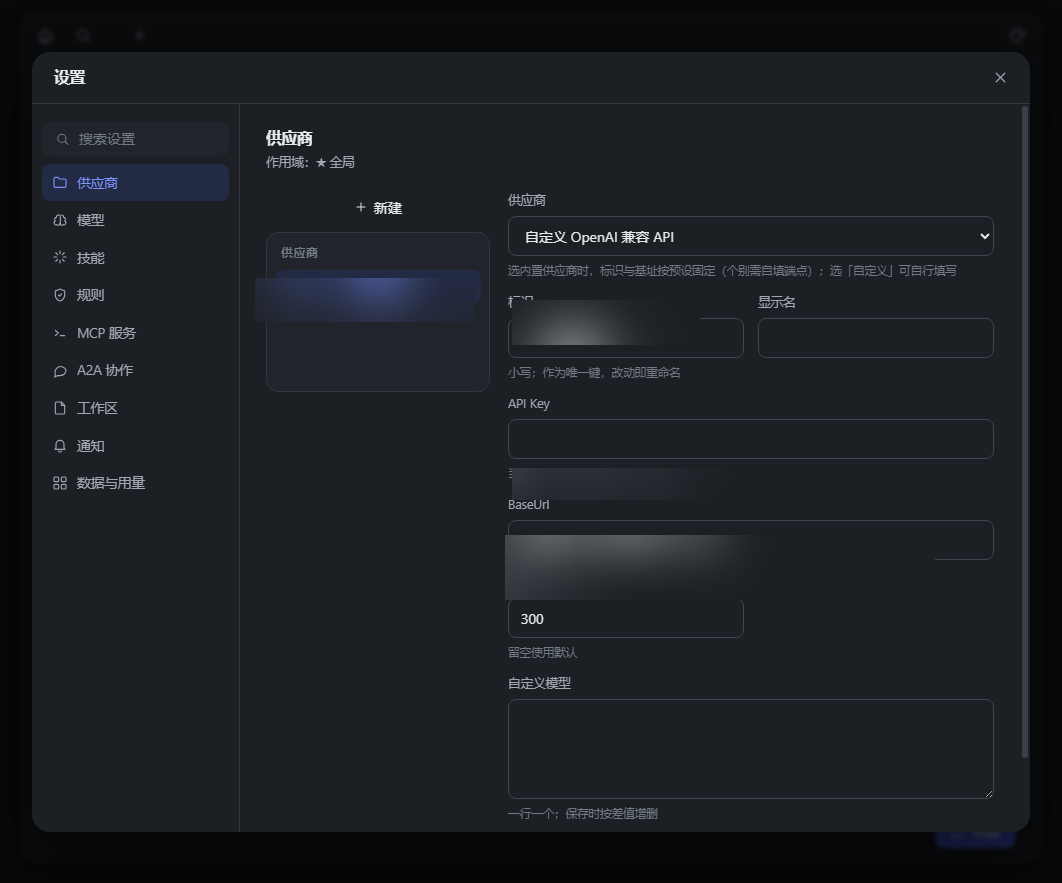 设置
搜索设置
供应商
模型
技能
规则
MCP 服务
A2A 协作
工作区
通知
数据与用量
供应商
作用域：★ 全局
+ 新建
供应商
供应商
自定义 OpenAI 兼容 API
选内置供应商时，标识与基址按预设固定（个别需自填端点）；选「自定义」可自行填写
显示名
小写；作为唯一键，改动即重命名
API Key
BaseUrl
300
留空使用默认
自定义模型
一行一个；保存时按差值增删